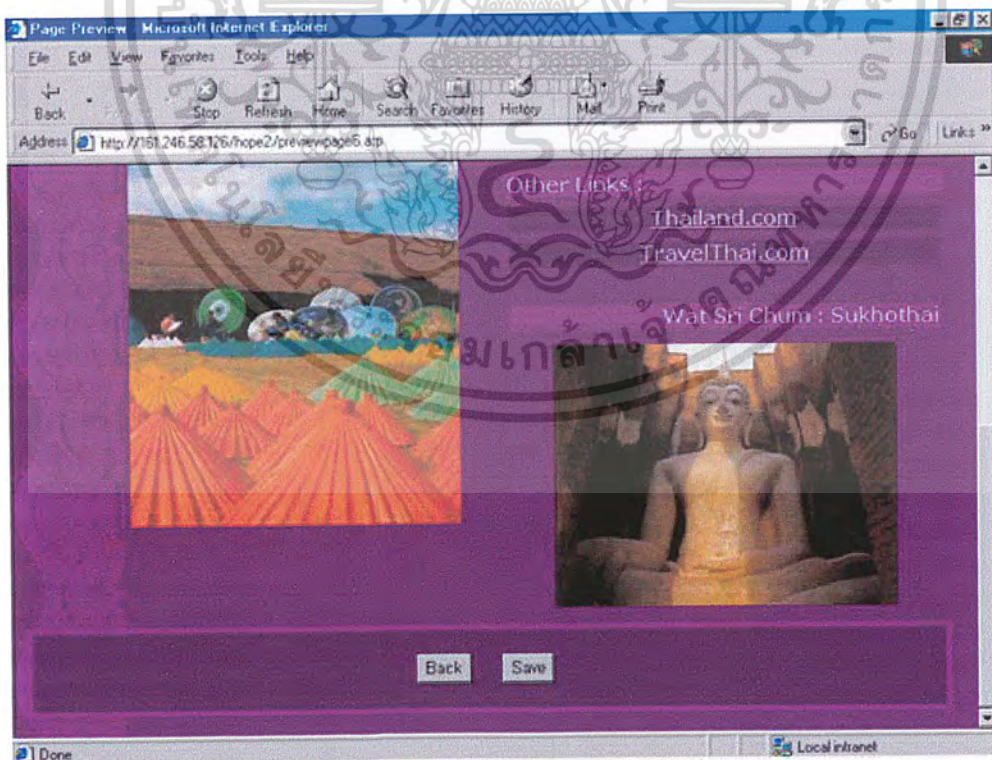 Page Preview - Microsoft Internet Explorer
File Edit View Favorites Tools Help
Back Stop Refresh Home Search Favorites History Mail Print
Address http://161.246.58.126/hope2/previewpage6.asp Go Links »
Other Links :
Thailand.com
TravelThai.com
Wat Sri Chum : Sukhothai
Back Save
Done Local intranet